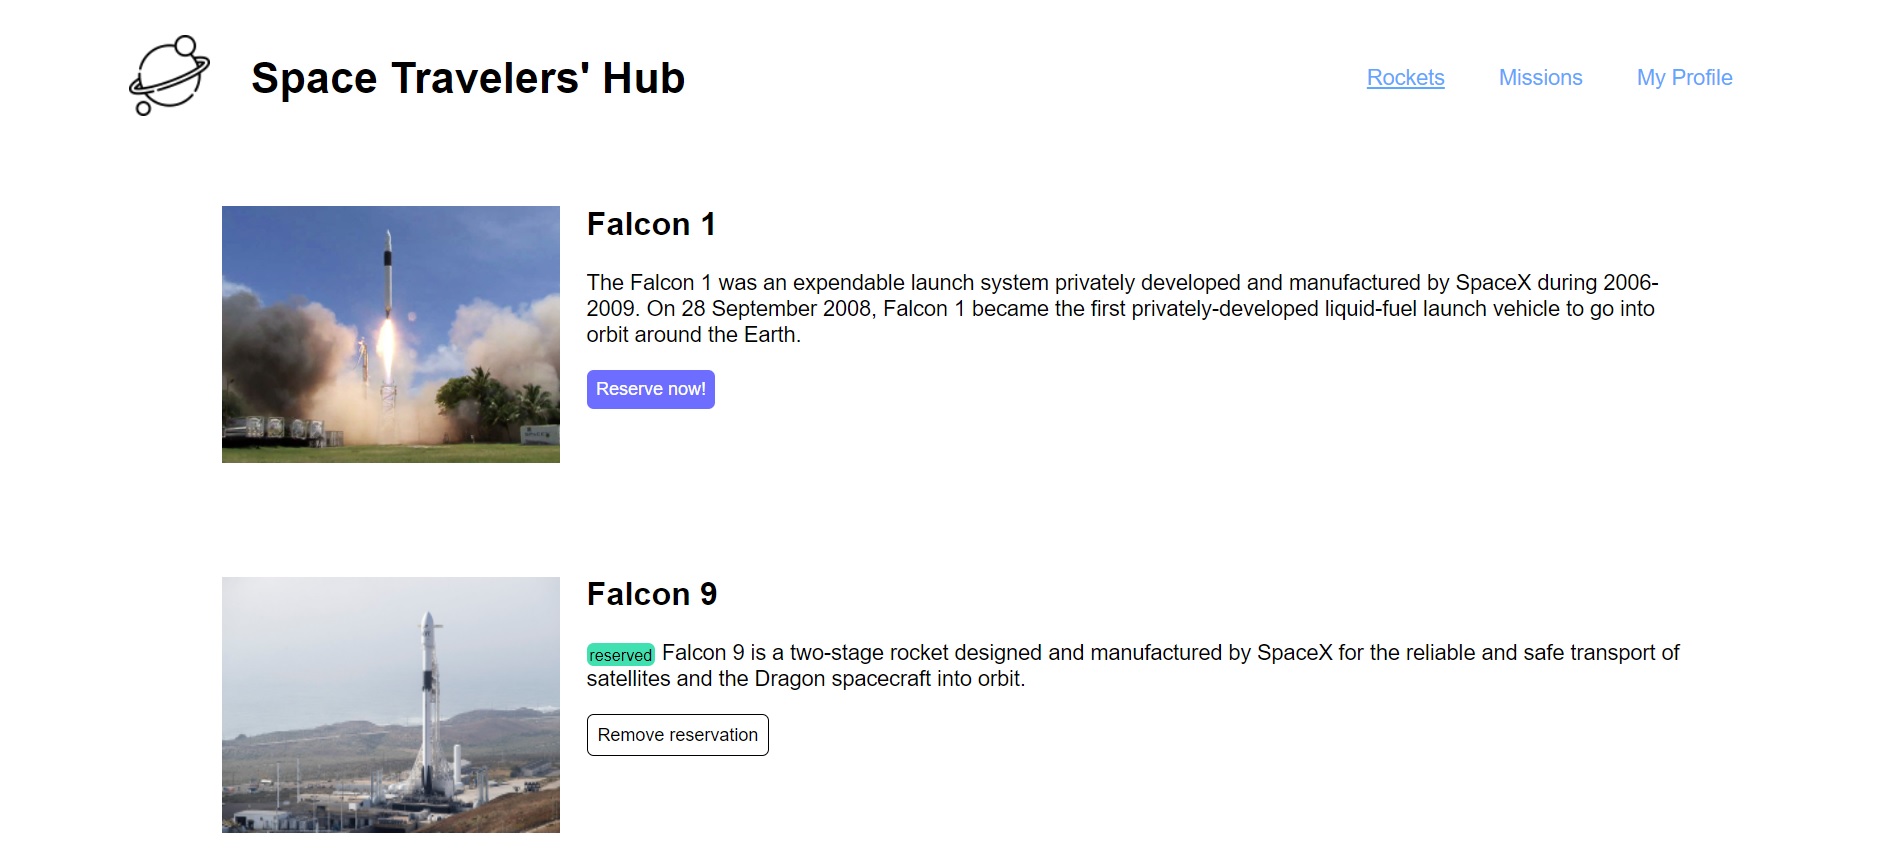 Space Travelers' Hub
Rockets
Missions
My Profile
Falcon 1
The Falcon 1 was an expendable launch system privately developed and manufactured by SpaceX during 2006-
2009. On 28 September 2008, Falcon 1 became the first privately-developed liquid-fuel launch vehicle to go into
orbit around the Earth.
Reserve now!
Falcon 9
reserved Falcon 9 is a two-stage rocket designed and manufactured by SpaceX for the reliable and safe transport of
satellites and the Dragon spacecraft into orbit.
Remove reservation